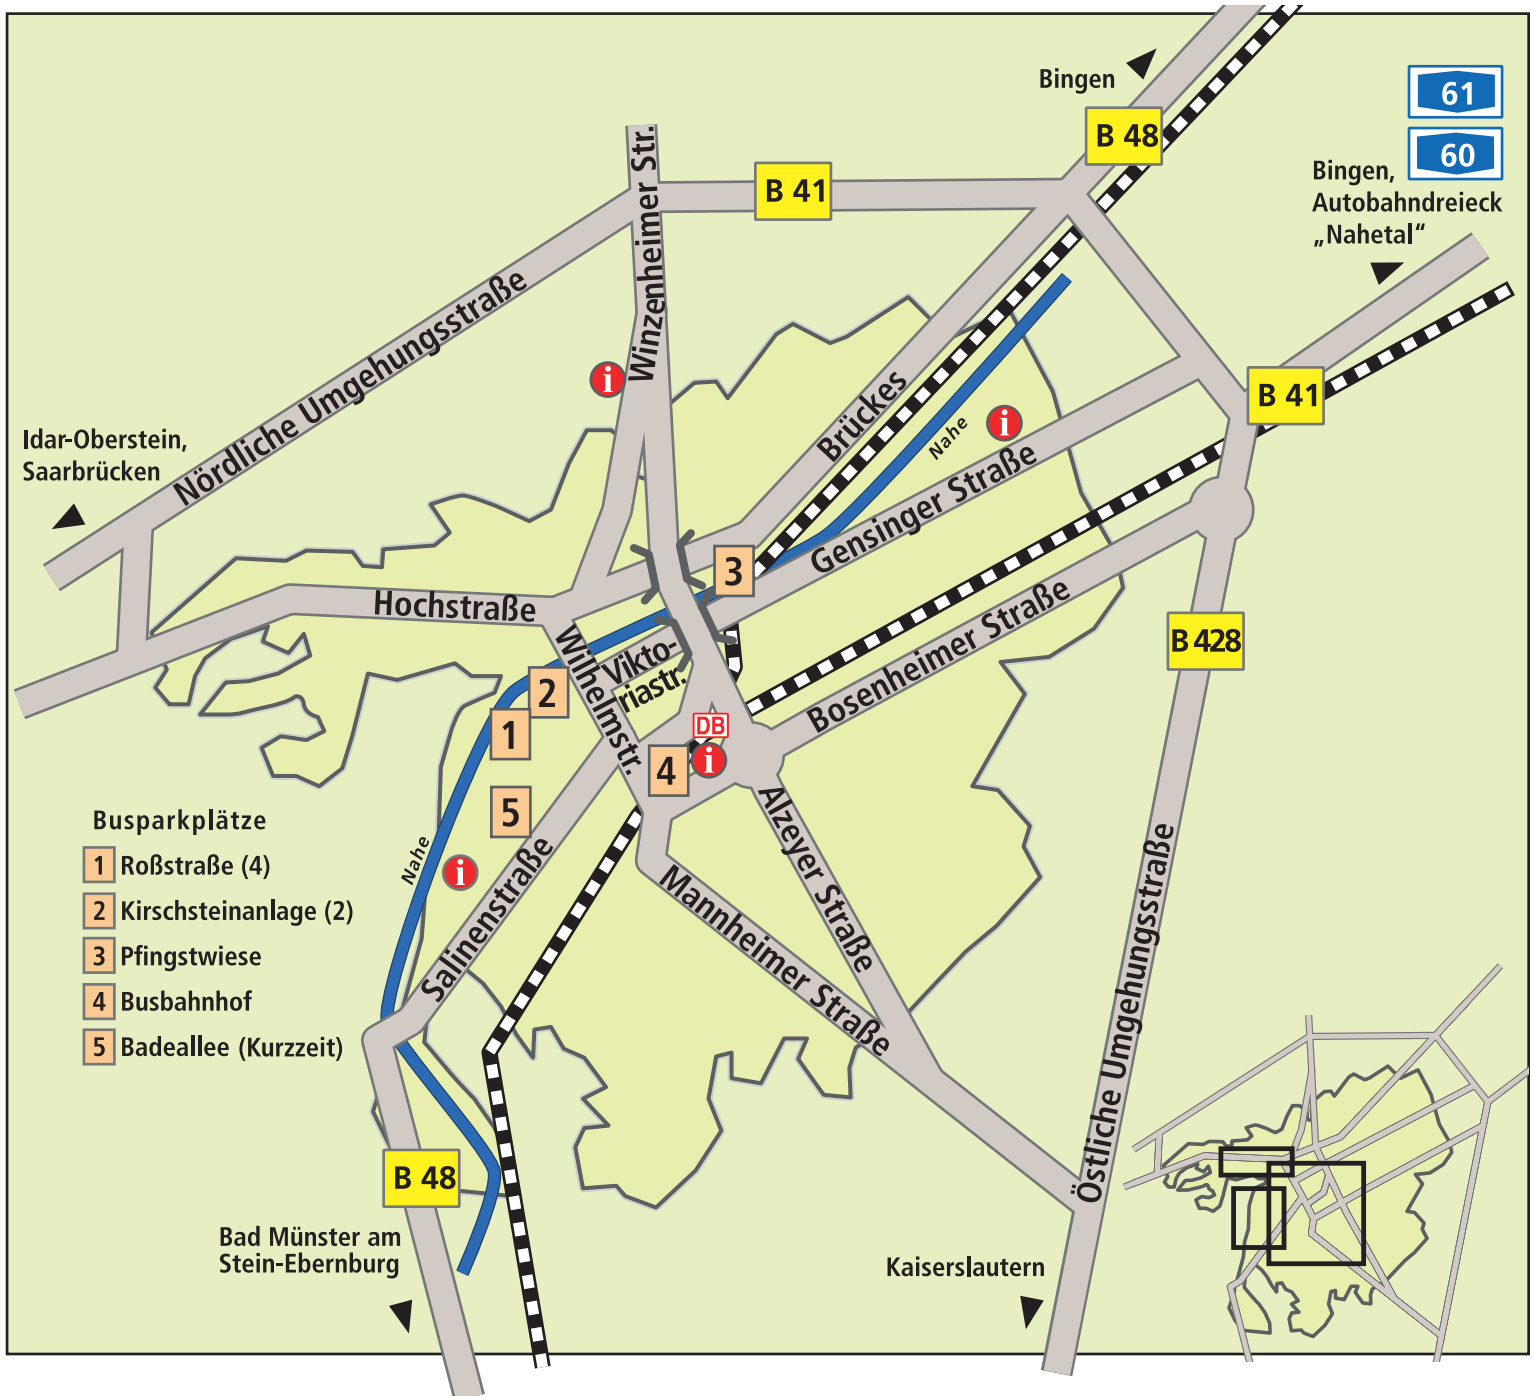 Bingen
61
60
B 48
Bingen,
Autobahndreieck
„Nahetal“
B 41
Winzenheimer Str.
Nördliche Umgehungsstraße
i
Brückes
Nahe
i
B 41
Idar-Oberstein,
Saarbrücken
Gensinger Straße
3
Hochstraße
Bosenheimer Straße
B 428
Wilhelmstr.
Vikto-
riastr.
2
1
DB
i
4
5
Alzeyer Straße
Busparkplätze
1 Roßstraße (4)
2 Kirschsteinanlage (2)
3 Pfingstwiese
4 Busbahnhof
5 Badeallee (Kurzzeit)
Nahe
i
Salinenstraße
Mannheimer Straße
Östliche Umgehungsstraße
B 48
Bad Münster am
Stein-Ebernburg
Kaiserslautern